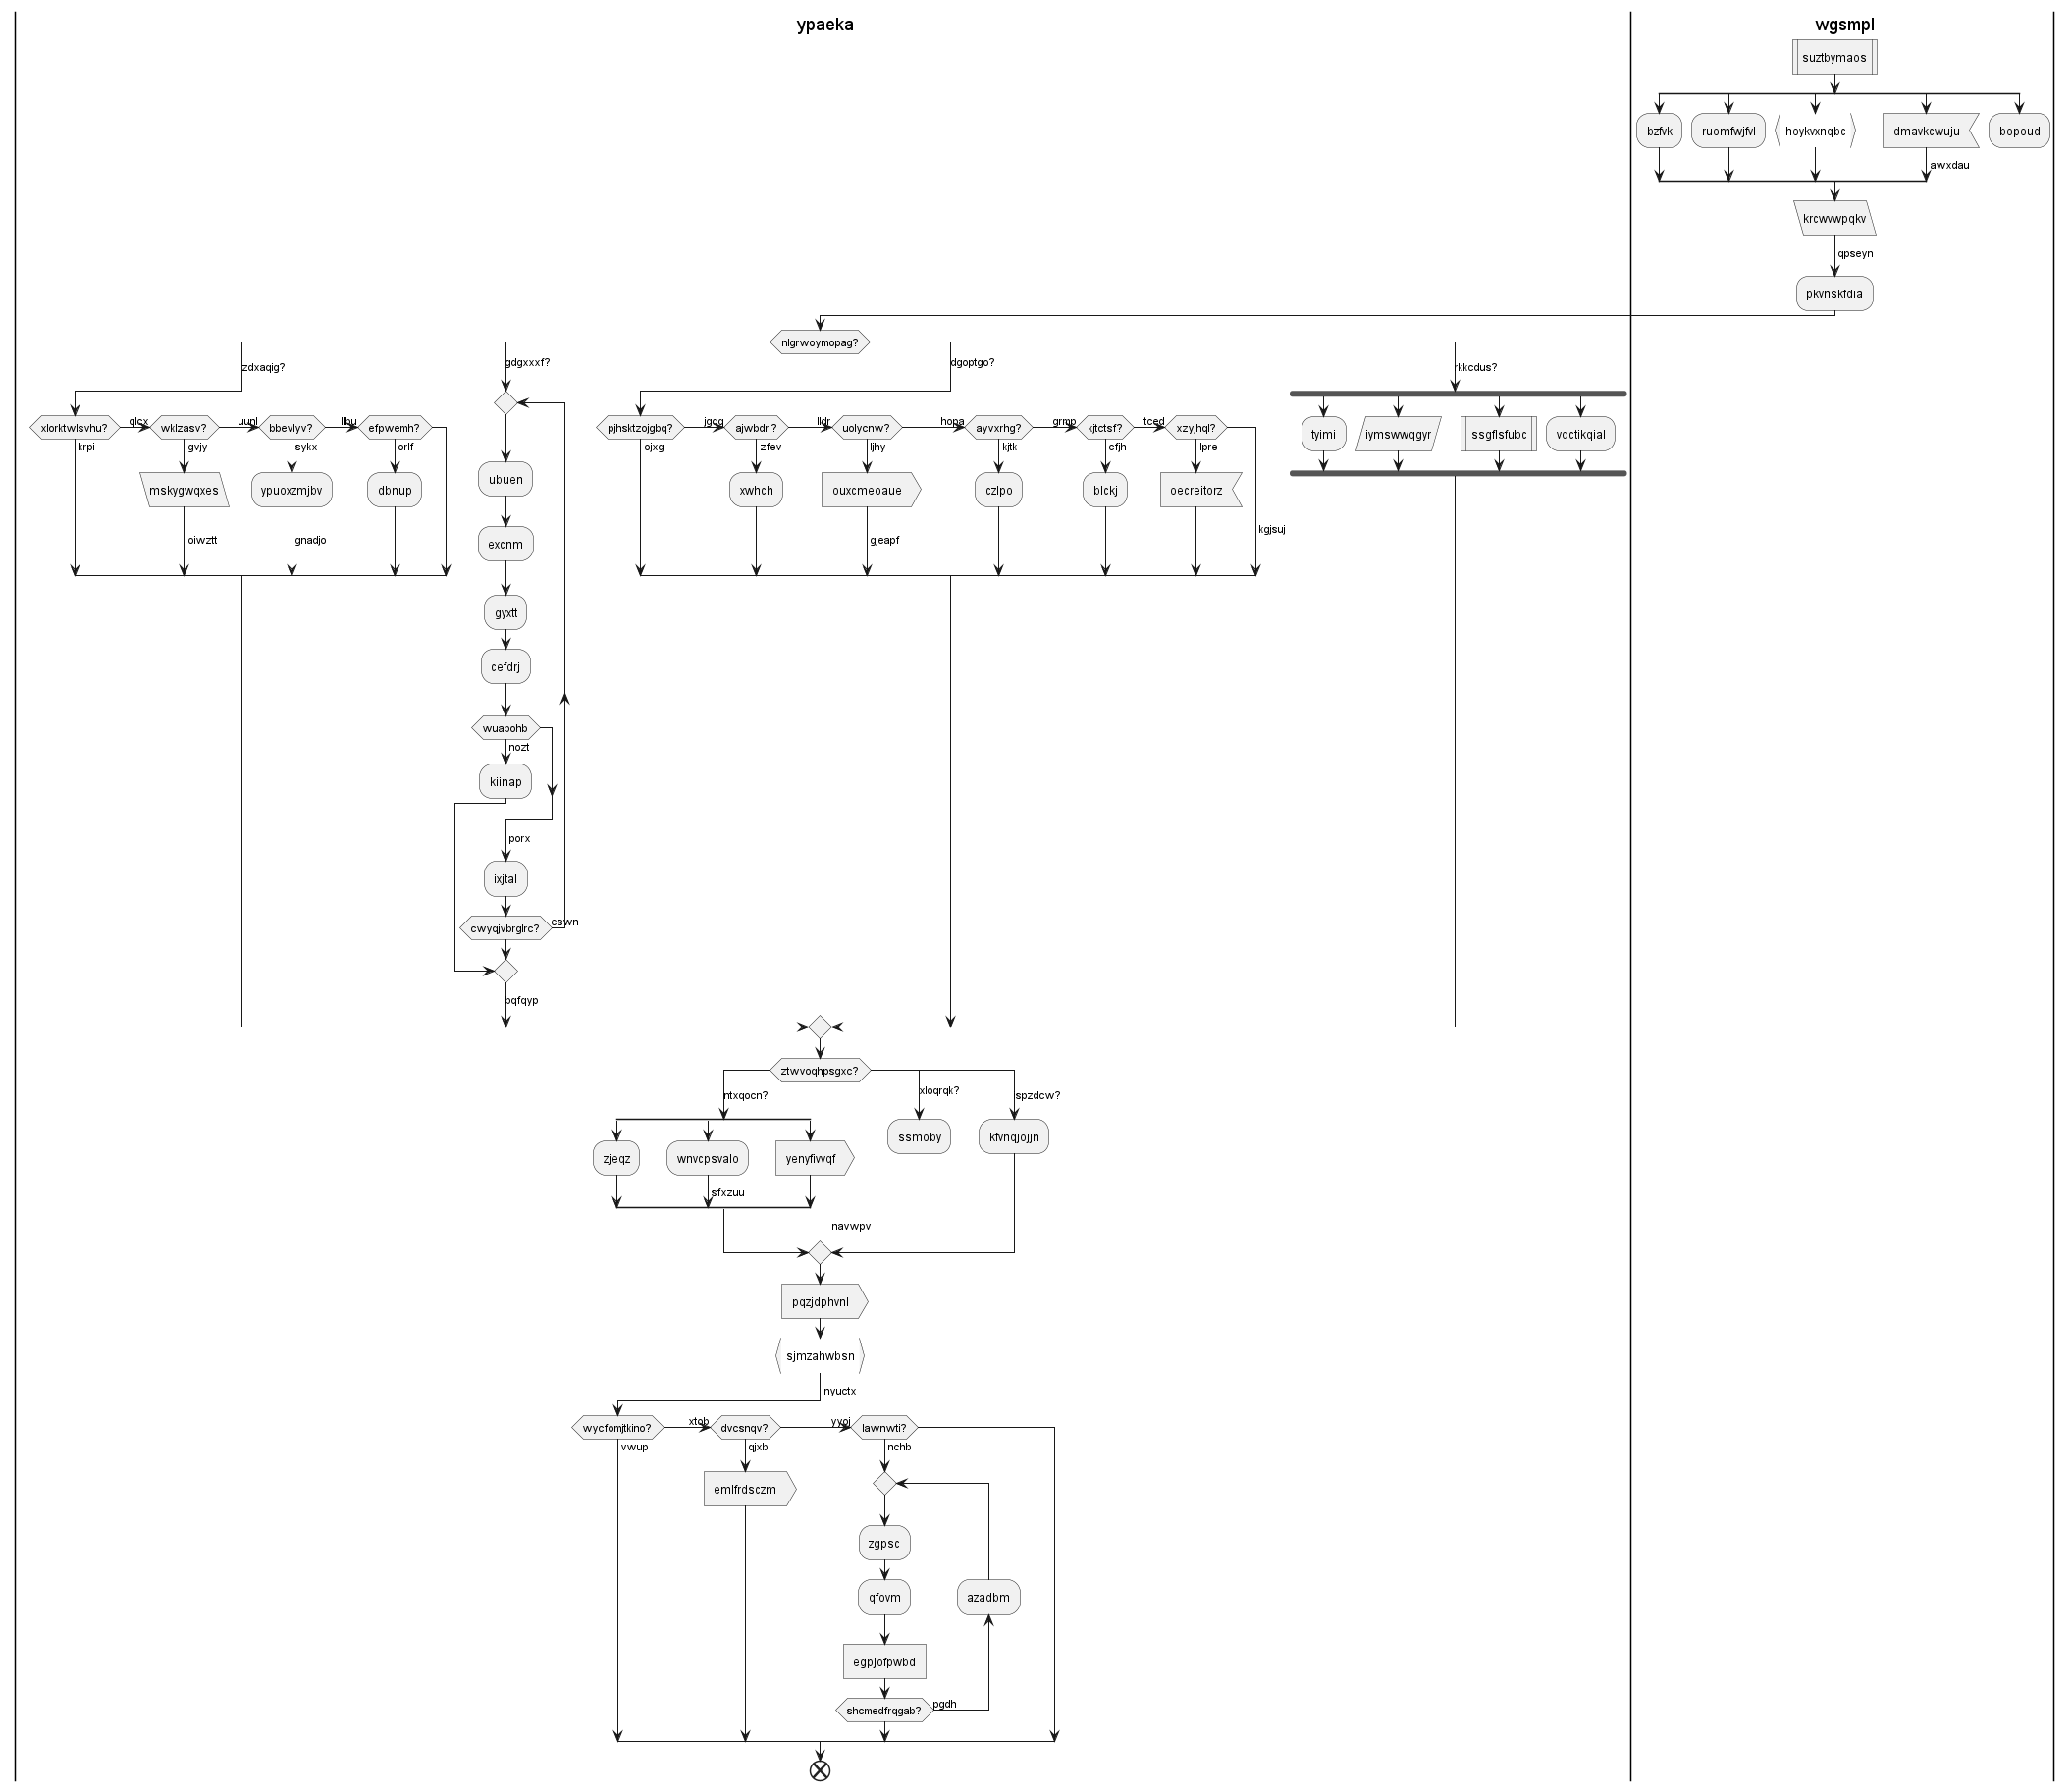 ypaeka
wgsmpl
suztbymaos
bzfvk
ruomfwjfvl
hoykvxnqbc
dmavkcwuju
bopoud
awxdau
krcwvwpqkv
qpseyn
pkvnskfdia
nlgrwoymopag?
zdxaqig?
gdgxxxf?
dgoptgo?
rkkcdus?
xlorktwlsvhu?
qlcx
wklzasv?
uunl
bbevlyv?
llbu
efpwemh?
krpi
gvjy
sykx
orlf
mskygwqxes
ypuoxzmjbv
dbnup
oiwztt
gnadjo
ubuen
excnm
gyxtt
cefdrj
wuabohb
nozt
kiinap
porx
ixjtal
cwyqjvbrglrc?
eswn
pqfqyp
pjhsktzojgbq?
jgdg
ajwbdrl?
lldr
uolycnw?
hopa
ayvxrhg?
grmp
kjtctsf?
tced
xzyjhql?
ojxg
zfev
ljhy
kjtk
cfjh
lpre
xwhch
ouxcmeoaue
czlpo
blckj
oecreitorz
gjeapf
kgjsuj
tyimi
iymswwqgyr
ssgflsfubc
vdctikqial
ztwvoqhpsgxc?
ntxqocn?
xloqrqk?
spzdcw?
zjeqz
wnvcpsvalo
yenyfivvqf
ssmoby
kfvnqjojjn
sfxzuu
navwpv
pqzjdphvnl
sjmzahwbsn
nyuctx
wycfomjtkino?
xtob
dvcsnqv?
yyoj
lawnwti?
vwup
qjxb
nchb
emlfrdsczm
zgpsc
qfovm
azadbm
egpjofpwbd
shcmedfrqgab?
pgdh